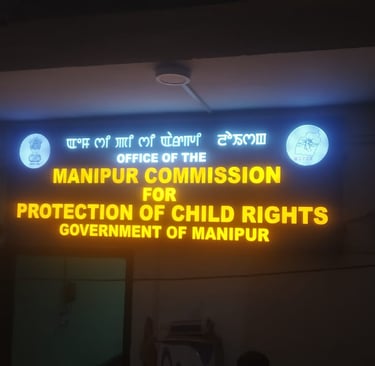 OFFICE OF THE
MANIPUR COMMISSION
FOR
PROTECTION OF CHILD RIGHTS
GOVERNMENT OF MANIPUR